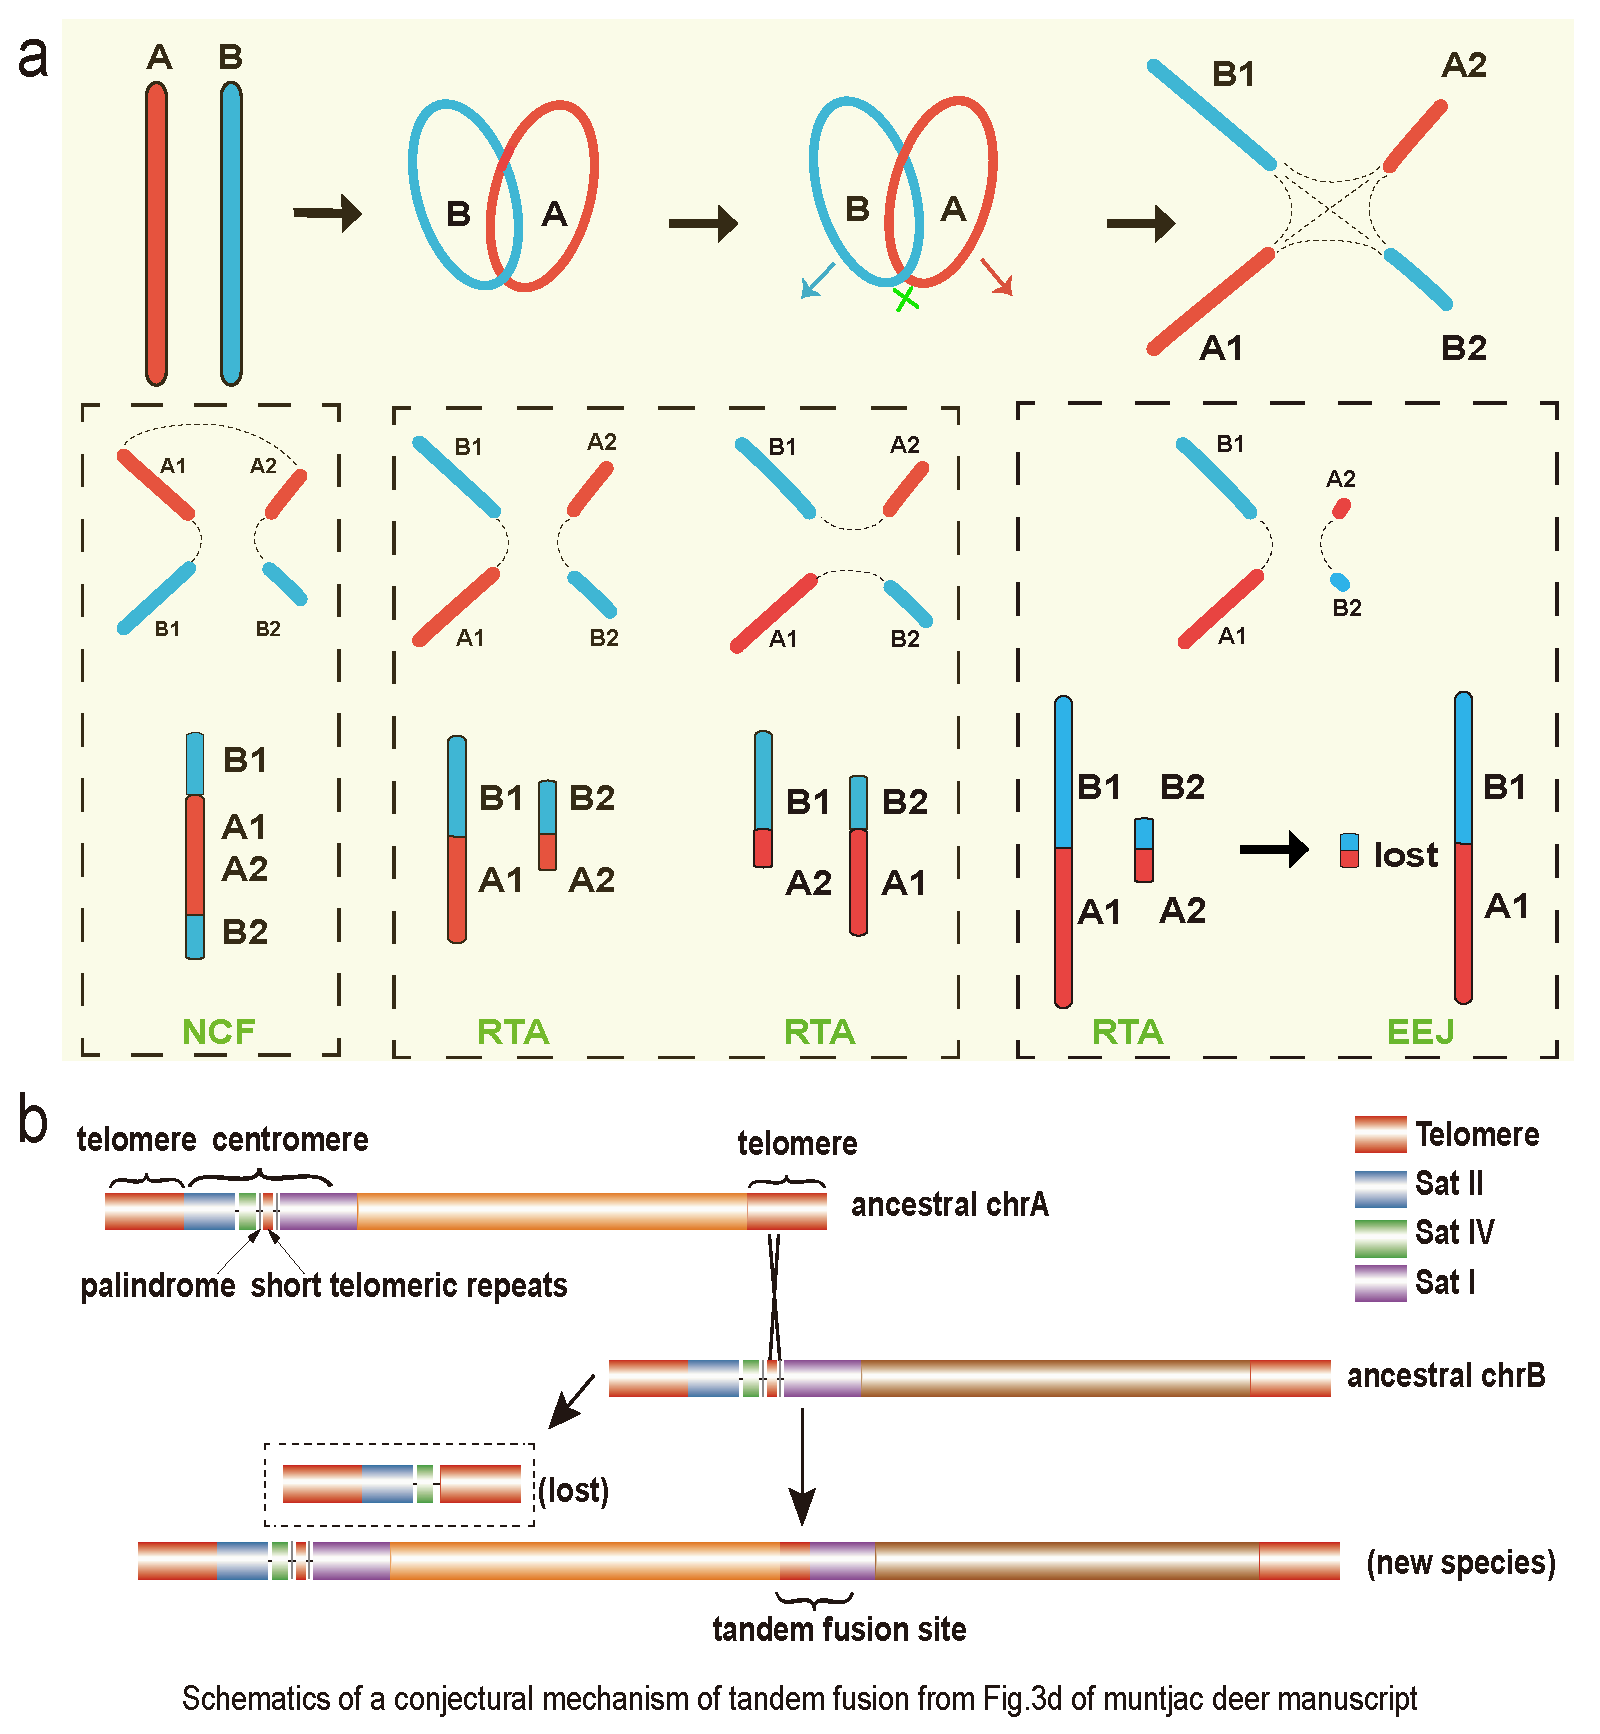 a
A B
B A
B A
B1 A2
A1 B2
A1 A2
B1 B2
B1 A2
A1 B2
B1 A2
A1 B2
B1 A2
A1 B2
B1
A1
A2
B2
B1 B2
A1 A2
B1 B2
A2 A1
B1 B2
A1 A2
lost
B1
A1
NCF
RTA
RTA
RTA
EEJ
b
telomere centromere
telomere
ancestral chrA
palindrome short telomeric repeats
Telomere
Sat II
Sat IV
Sat I
ancestral chrB
(lost)
(new species)
tandem fusion site
Schematics of a conjectural mechanism of tandem fusion from Fig.3d of muntjac deer manuscript